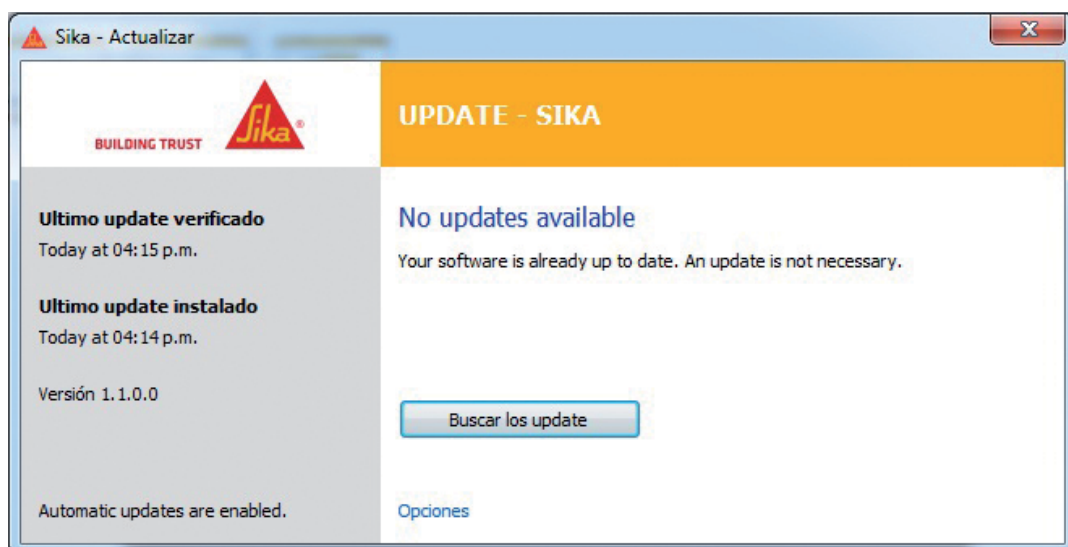 Sika - Actualizar
BUILDING TRUST
Sika®
UPDATE - SIKA
Ultimo update verificado
Today at 04:15 p.m.
Ultimo update instalado
Today at 04:14 p.m.
Versión 1.1.0.0
Automatic updates are enabled.
No updates available
Your software is already up to date. An update is not necessary.
Buscar los update
Opciones